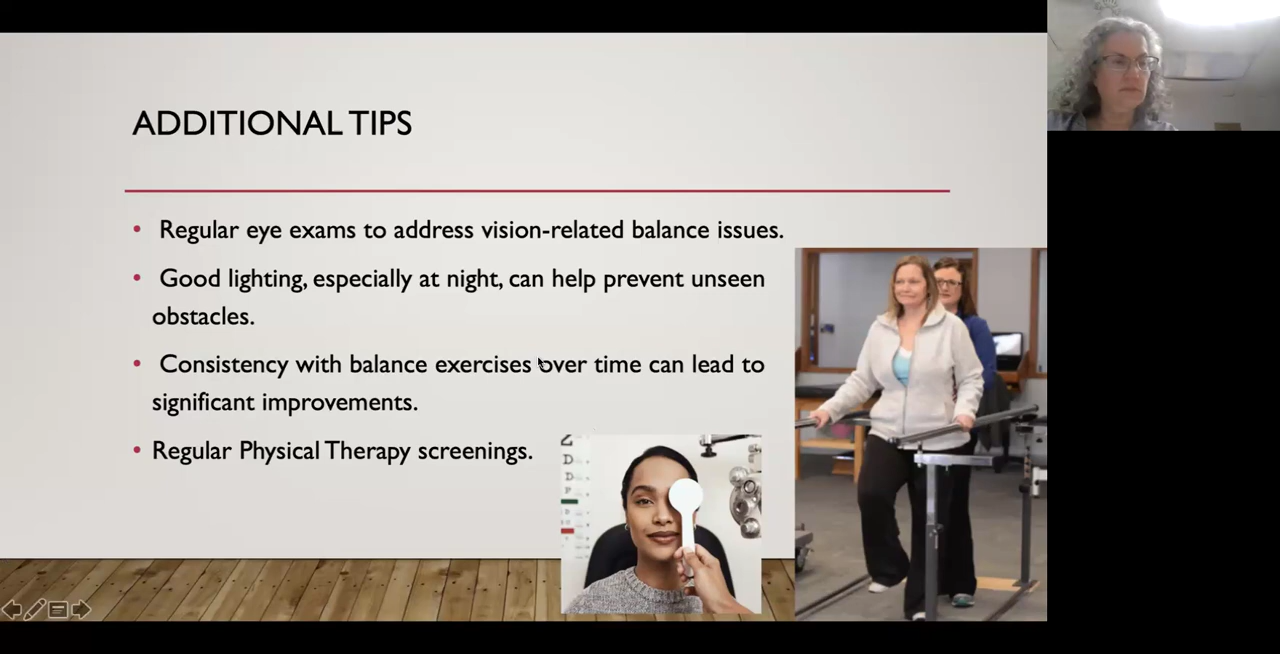 ADDITIONAL TIPS
• Regular eye exams to address vision-related balance issues.
• Good lighting, especially at night, can help prevent unseen
obstacles.
• Consistency with balance exercises over time can lead to
significant improvements.
• Regular Physical Therapy screenings.